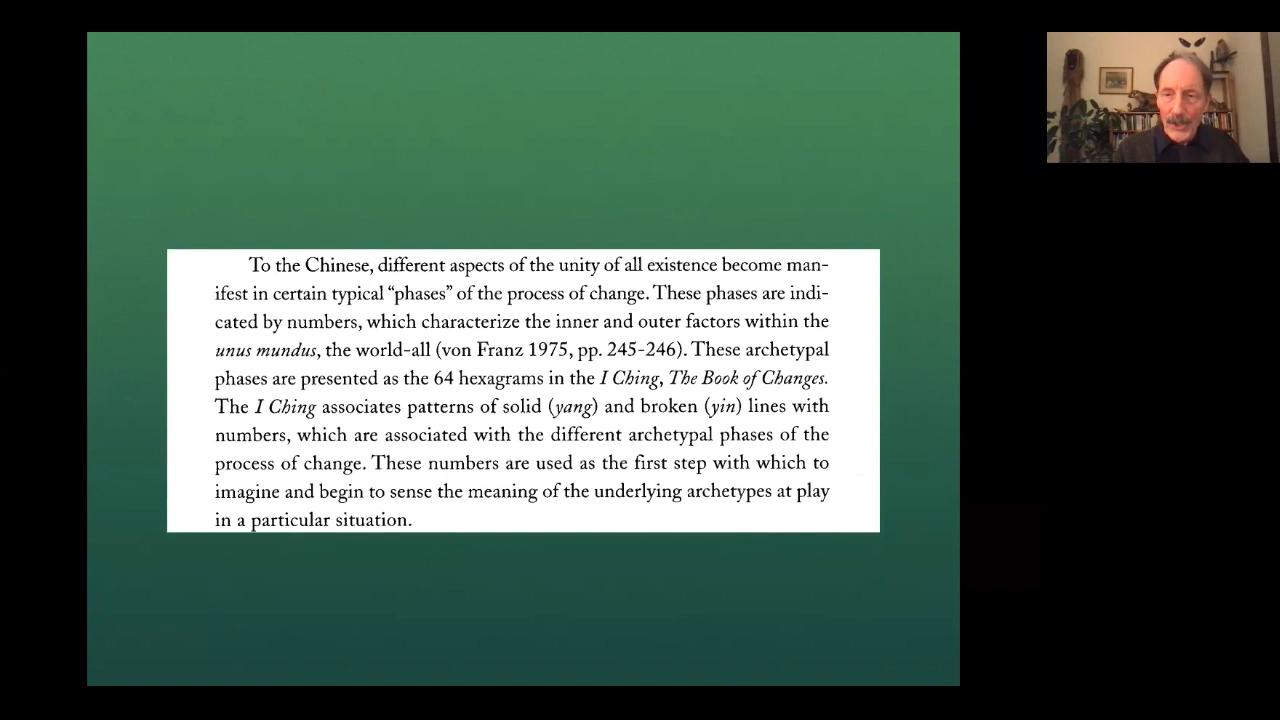 To the Chinese, different aspects of the unity of all existence become man-
ifest in certain typical “phases” of the process of change. These phases are indi-
cated by numbers, which characterize the inner and outer factors within the
unus mundus, the world-all (von Franz 1975, pp. 245-246). These archetypal
phases are presented as the 64 hexagrams in the I Ching, The Book of Changes.
The I Ching associates patterns of solid (yang) and broken (yin) lines with
numbers, which are associated with the different archetypal phases of the
process of change. These numbers are used as the first step with which to
imagine and begin to sense the meaning of the underlying archetypes at play
in a particular situation.